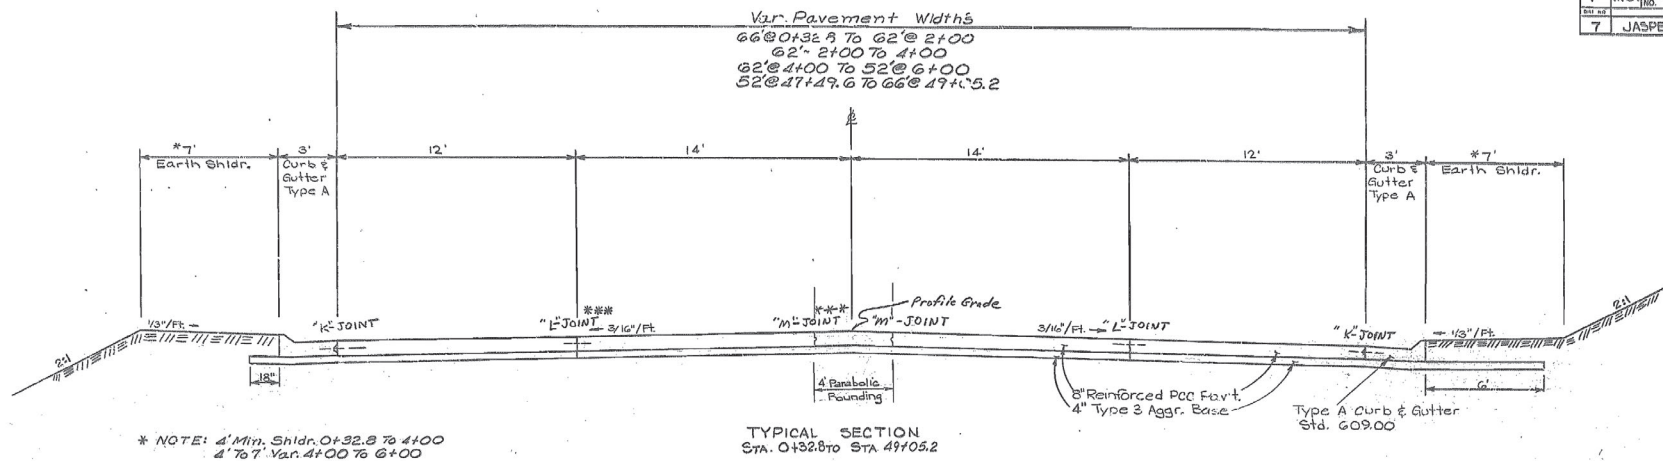 Var. Pavement Widths
66'@0+32.8 To 62'@ 2+00
62'- 2+00 To 4+00
62'@4+00 To 52'@6+00
52'@47+49.6 To 66'@ 49+05.2
7 JASPE
℄
*7' 3' 12' 14' 14' 12' 3' *7'
Earth Shldr.
Curb &
Gutter
Type A
Curb &
Gutter
Type A
Earth Shldr.
Profile Grade
2:1
1/3"/Ft.
"K"-JOINT
***
"L"-JOINT
3/16"/Ft.
***
"M"-JOINT
"M"-JOINT
3/16"/Ft.
"L"-JOINT
"K"-JOINT
1/3"/Ft.
2:1
18"
4' Parabolic
Rounding
8" Reinforced PCC Pav't.
4" Type 3 Aggr. Base
6'
Type A Curb & Gutter
Std. 609.00
* NOTE: 4' Min. Shldr. 0+32.8 To 4+00
4' To 7' Var. 4+00 To 6+00
TYPICAL SECTION
STA. 0+32.8 TO STA 49+05.2